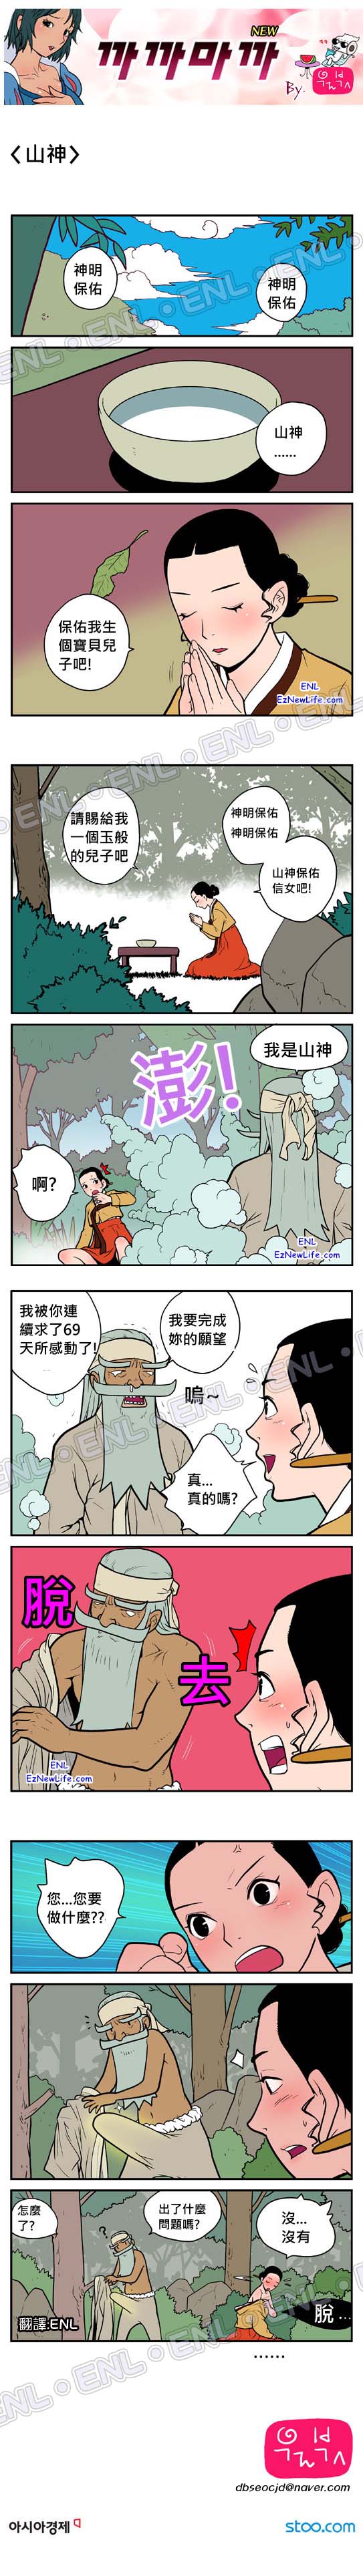 NEW
까까마까
By. 윤서
〈山神〉
神明
保佑
神明
保佑
山神
......
保佑我生
個寶貝兒
子吧!
ENL
EzNewLife.com
請賜給我
一個玉般
的兒子吧
神明保佑
神明保佑
山神保佑
信女吧!
澎!
我是山神
啊?
ENL
EzNewLife.com
我被你連
續求了69
天所感動了!
我要完成
妳的願望
嗚~
真...
真的嗎?
脫
去
ENL
EzNewLife.com
您...您要
做什麼??
怎麼
了?
出了什麼
問題嗎?
沒...
沒有
脫...
翻譯:ENL
......
dbseocjd@naver.com
아시아경제
stoo.com